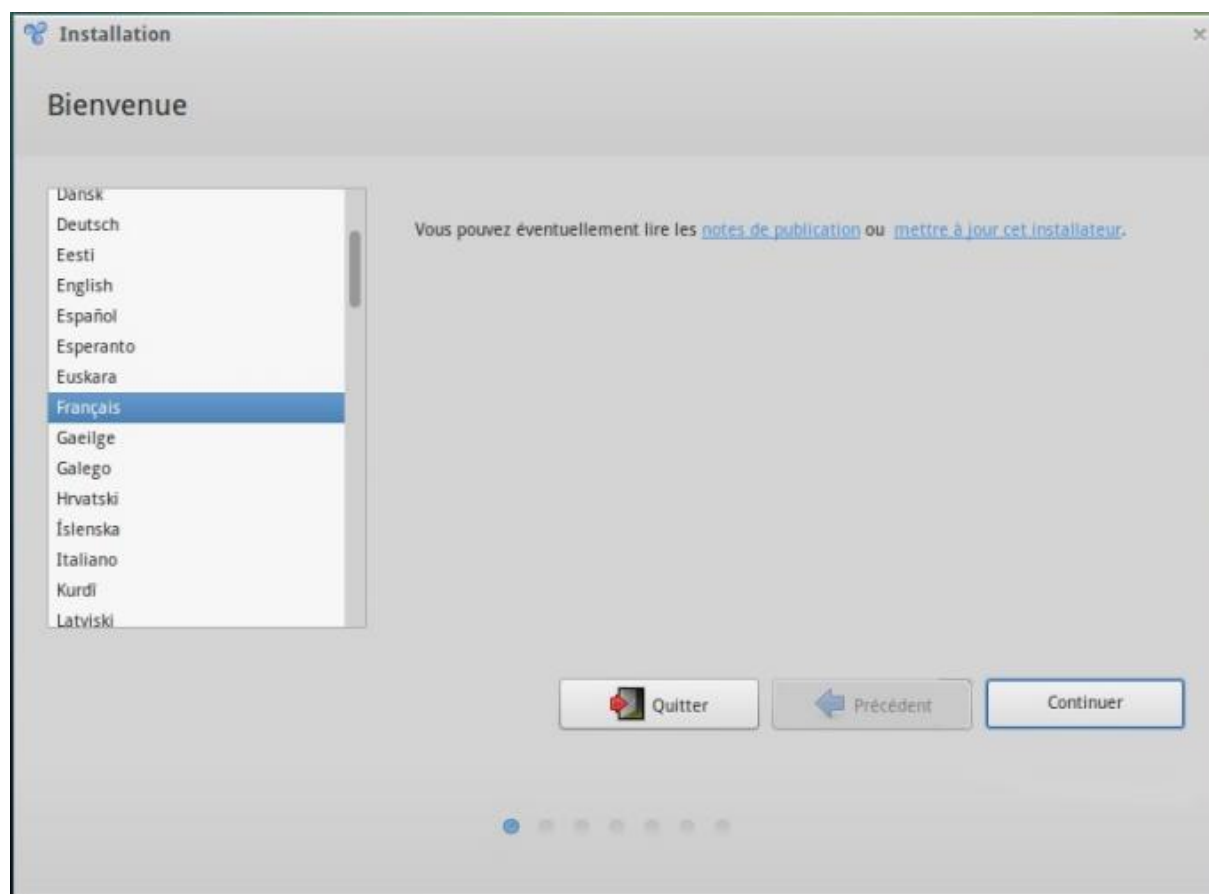 Installation
Bienvenue
Dansk
Deutsch
Eesti
English
Español
Esperanto
Euskara
Français
Gaeilge
Galego
Hrvatski
Íslenska
Italiano
Kurdî
Latviski
Vous pouvez éventuellement lire les notes de publication ou mettre à jour cet installateur.
Quitter
Précédent
Continuer